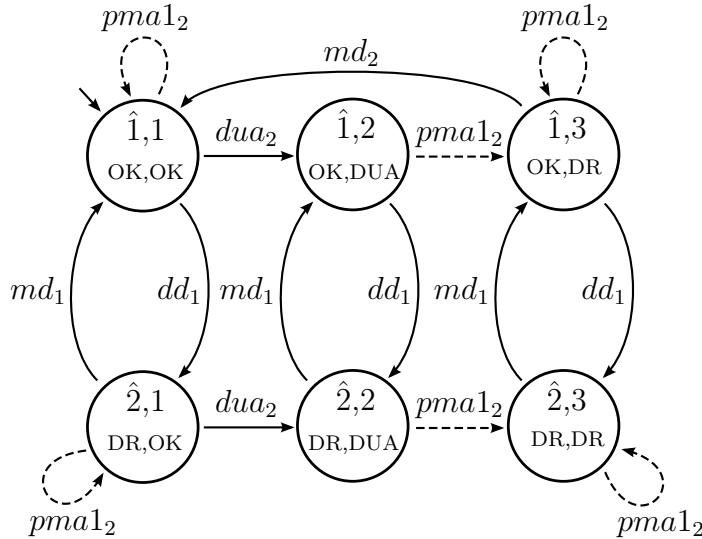 pma1₂ pma1₂
md₂
1̂,1 dua₂ 1̂,2 pma1₂ 1̂,3
OK,OK OK,DUA OK,DR
md₁ dd₁ md₁ dd₁ md₁ dd₁
2̂,1 dua₂ 2̂,2 pma1₂ 2̂,3
DR,OK DR,DUA DR,DR
pma1₂ pma1₂